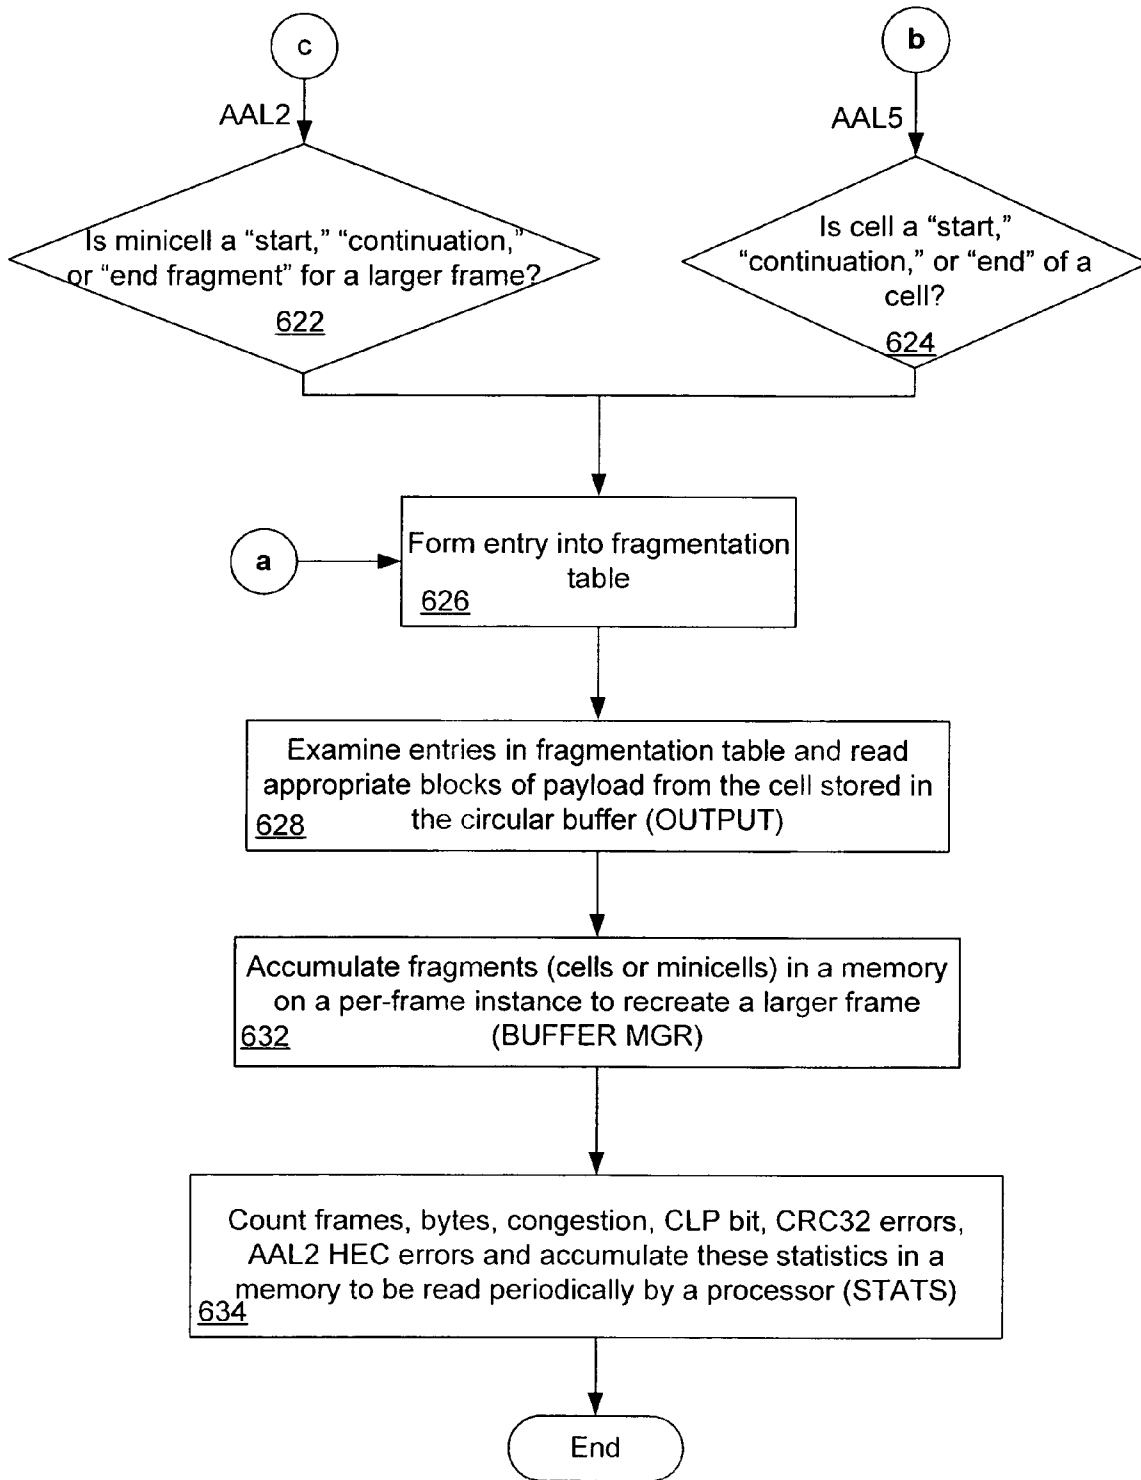 c
b
AAL2
AAL5
Is minicell a “start,” “continuation,”
or “end fragment” for a larger frame?
622
Is cell a “start,”
“continuation,” or “end” of a
cell?
624
a
Form entry into fragmentation
table
626
Examine entries in fragmentation table and read
appropriate blocks of payload from the cell stored in
the circular buffer (OUTPUT)
628
Accumulate fragments (cells or minicells) in a memory
on a per-frame instance to recreate a larger frame
(BUFFER MGR)
632
Count frames, bytes, congestion, CLP bit, CRC32 errors,
AAL2 HEC errors and accumulate these statistics in a
memory to be read periodically by a processor (STATS)
634
End